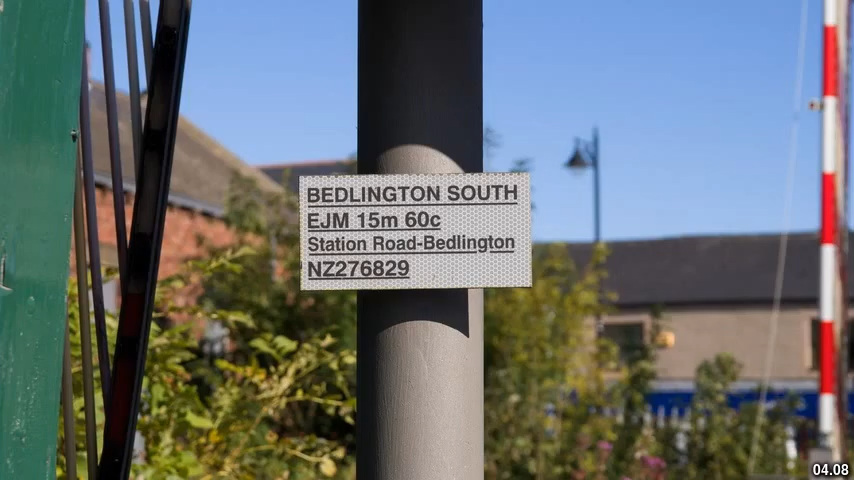 BEDLINGTON SOUTH
EJM 15m 60c
Station Road-Bedlington
NZ276829
04.08